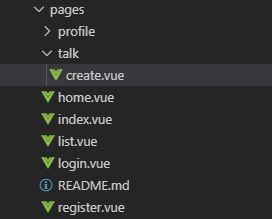 pages
profile
talk
create.vue
home.vue
index.vue
list.vue
login.vue
README.md
register.vue